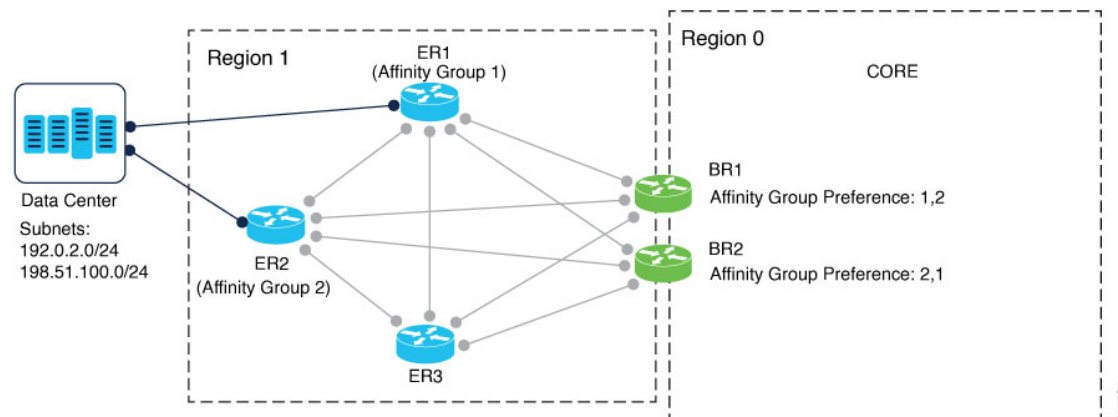 Region 1
ER1
(Affinity Group 1)
Region 0
CORE
Data Center
Subnets:
192.0.2.0/24
198.51.100.0/24
ER2
(Affinity Group 2)
ER3
BR1
Affinity Group Preference: 1,2
BR2
Affinity Group Preference: 2,1